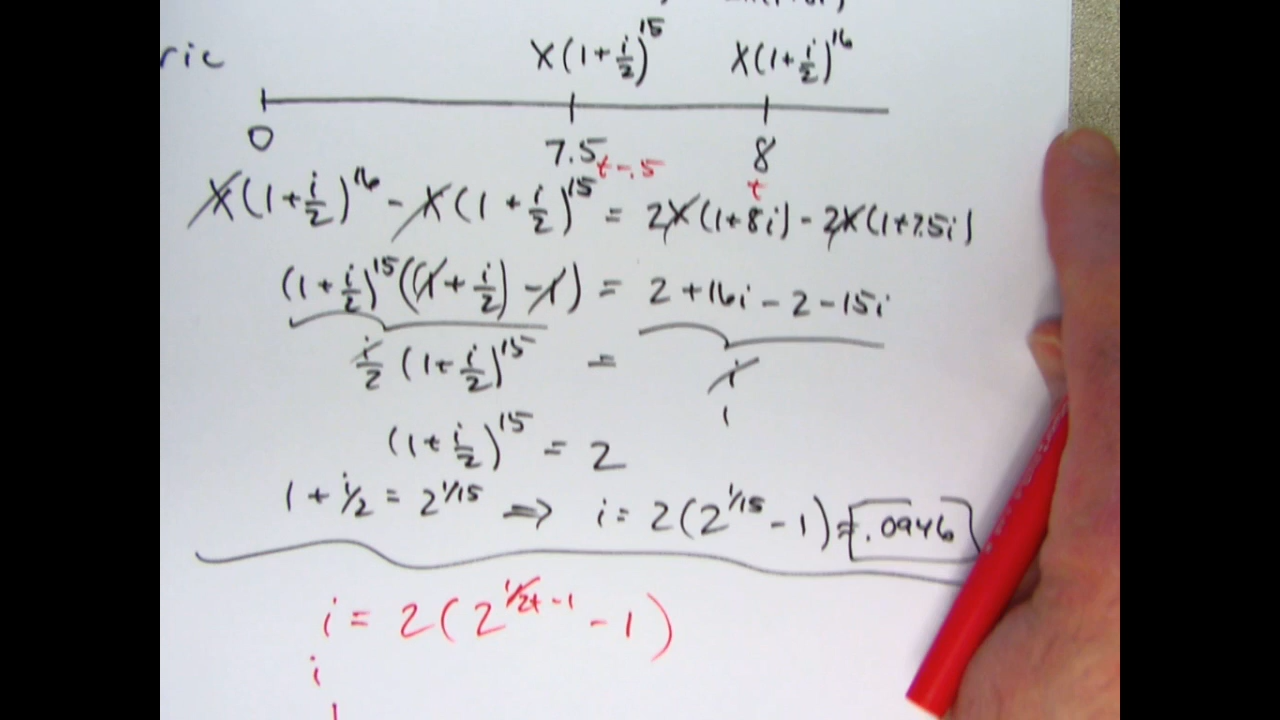 ric
X(1+i/2)^15 X(1+i/2)^16
0 7.5 8
t-.5 t
X(1+i/2)^16 - X(1+i/2)^15 = 2X(1+8i) - 2X(1+7.5i)
(1+i/2)^15((1+i/2)-1) = 2+16i-2-15i
i/2 (1+i/2)^15 = i
1
(1+i/2)^15 = 2
1+i/2 = 2^1/15 ⇒ i = 2(2^1/15 - 1) = .0946
i = 2(2^1/2t-1 - 1)
i